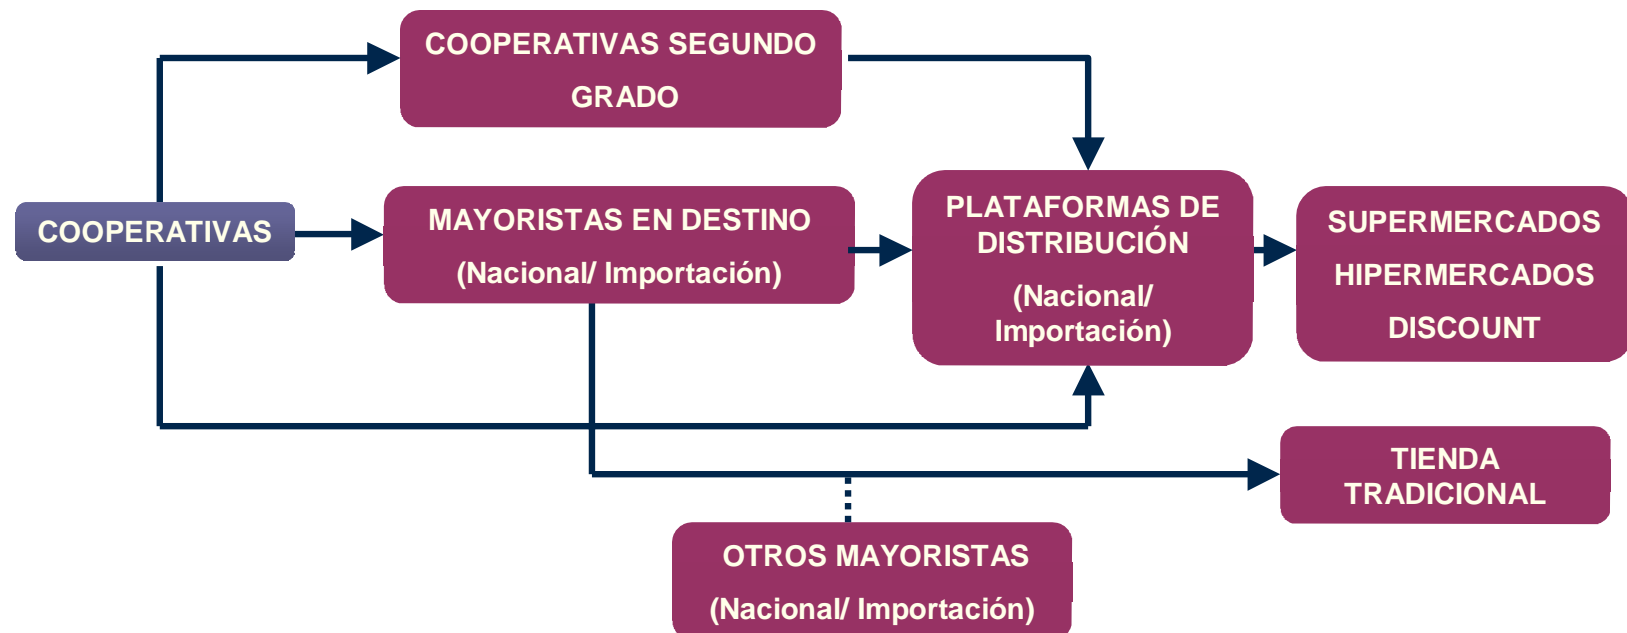 COOPERATIVAS SEGUNDO
GRADO
COOPERATIVAS
MAYORISTAS EN DESTINO
(Nacional/ Importación)
PLATAFORMAS DE
DISTRIBUCIÓN
(Nacional/
Importación)
SUPERMERCADOS
HIPERMERCADOS
DISCOUNT
TIENDA
TRADICIONAL
OTROS MAYORISTAS
(Nacional/ Importación)